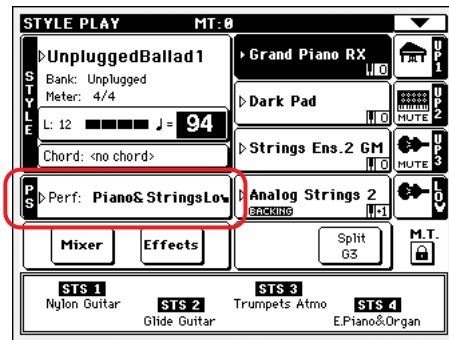 STYLE PLAY MT:0
STYLE
▷UnpluggedBallad1
Bank: Unplugged
Meter: 4/4
L: 12 ♩= 94
Chord: <no chord>
PS
▷Perf: Piano& StringsLow
Mixer Effects
▸Grand Piano RX
UP1
▷Dark Pad
MUTE
UP2
▷Strings Ens.2 GM
MUTE
UP3
▷Analog Strings 2
BACKING +1
LOW
Split
G3
M.T.
STS 1
Nylon Guitar
STS 2
Glide Guitar
STS 3
Trumpets Atmo
STS 4
E.Piano&Organ